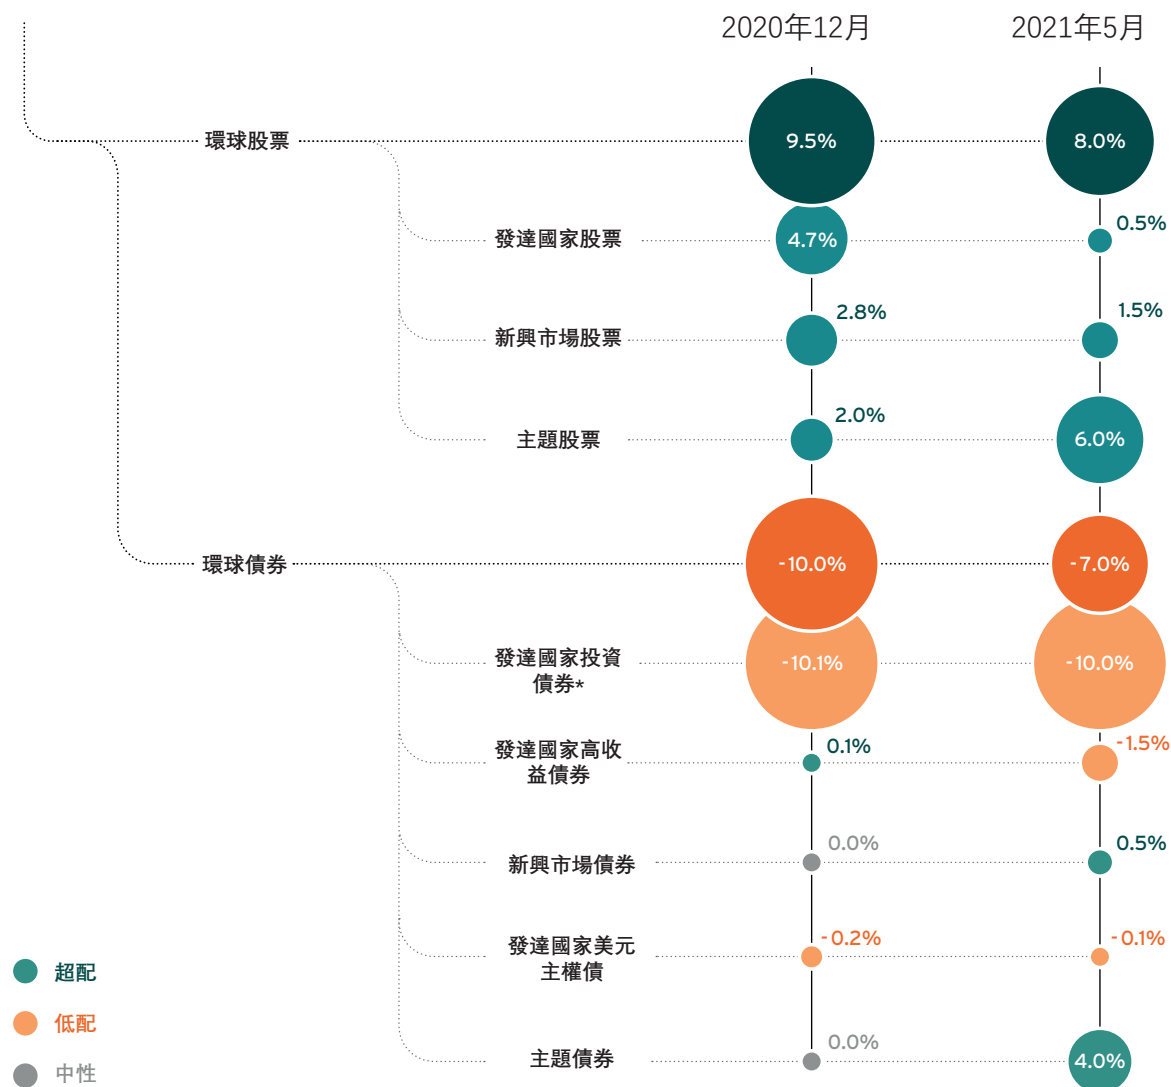 2020年12月 2021年5月
環球股票 9.5% 8.0%
發達國家股票 4.7% 0.5%
新興市場股票 2.8% 1.5%
主題股票 2.0% 6.0%
環球債券 -10.0% -7.0%
發達國家投資
債券* -10.1% -10.0%
發達國家高收
益債券 0.1% -1.5%
新興市場債券 0.0% 0.5%
發達國家美元
主權債 -0.2% -0.1%
主題債券 0.0% 4.0%
超配
低配
中性